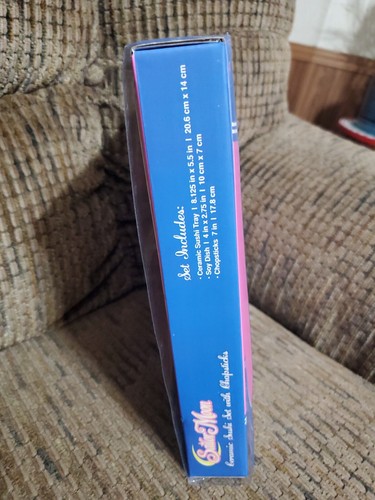 Sailor Moon
Ceramic Sushi Set with Chopsticks
Set Includes:
· Ceramic Sushi Tray | 8.125 in x 5.5 in | 20.6 cm x 14 cm
· Soy Dish | 4 in x 2.75 in | 10 cm x 7 cm
· Chopsticks 7 in | 17.8 cm